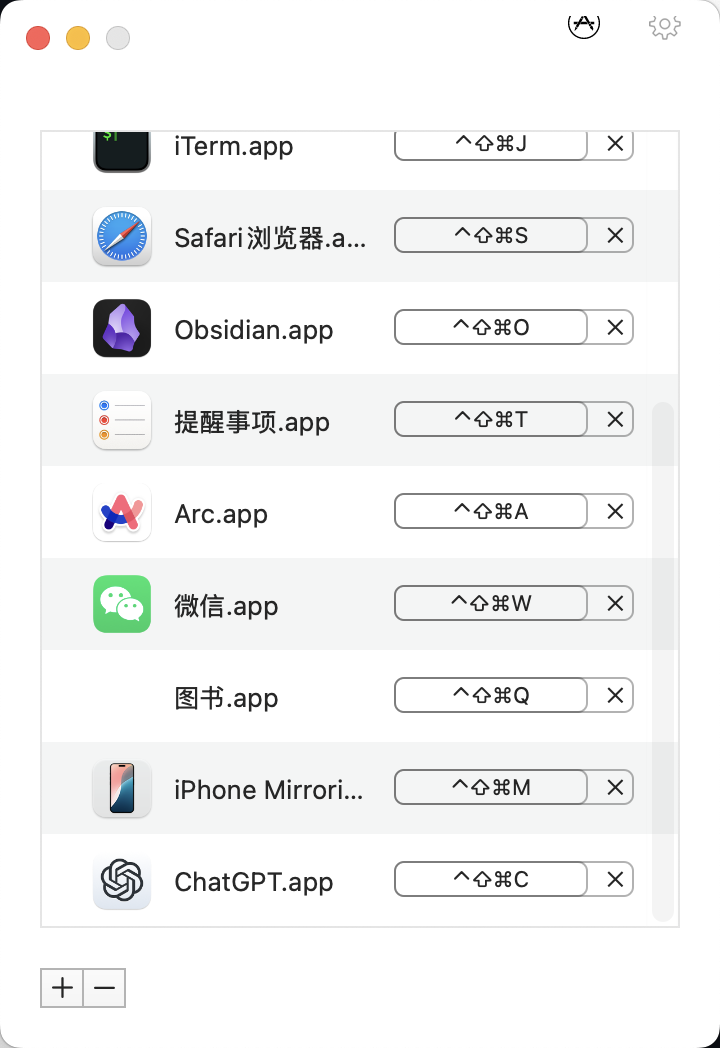 $
iTerm.app ^⇧⌘J ×
Safari浏览器.a... ^⇧⌘S ×
Obsidian.app ^⇧⌘O ×
提醒事项.app ^⇧⌘T ×
Arc.app ^⇧⌘A ×
微信.app ^⇧⌘W ×
图书.app ^⇧⌘Q ×
iPhone Mirrori... ^⇧⌘M ×
ChatGPT.app ^⇧⌘C ×
+ −